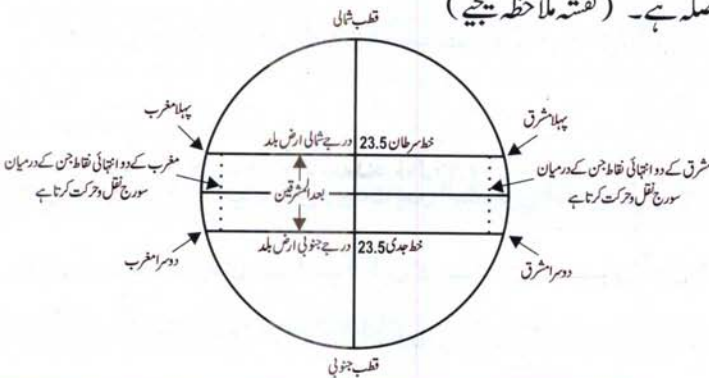 صلہ ہے۔ (نقشہ ملاحظہ کیجیے)
قطب شمالی
پہلا مشرق
پہلا مغرب
خط سرطان 23.5 درجے شمالی ارض بلد
مشرق کے دو انتہائی نقاط جن کے درمیان
سورج نقل و حرکت کرتا ہے
بعد المشرقین
مغرب کے دو انتہائی نقاط جن کے درمیان
سورج نقل و حرکت کرتا ہے
خط جدی 23.5 درجے جنوبی ارض بلد
دوسرا مشرق
دوسرا مغرب
قطب جنوبی